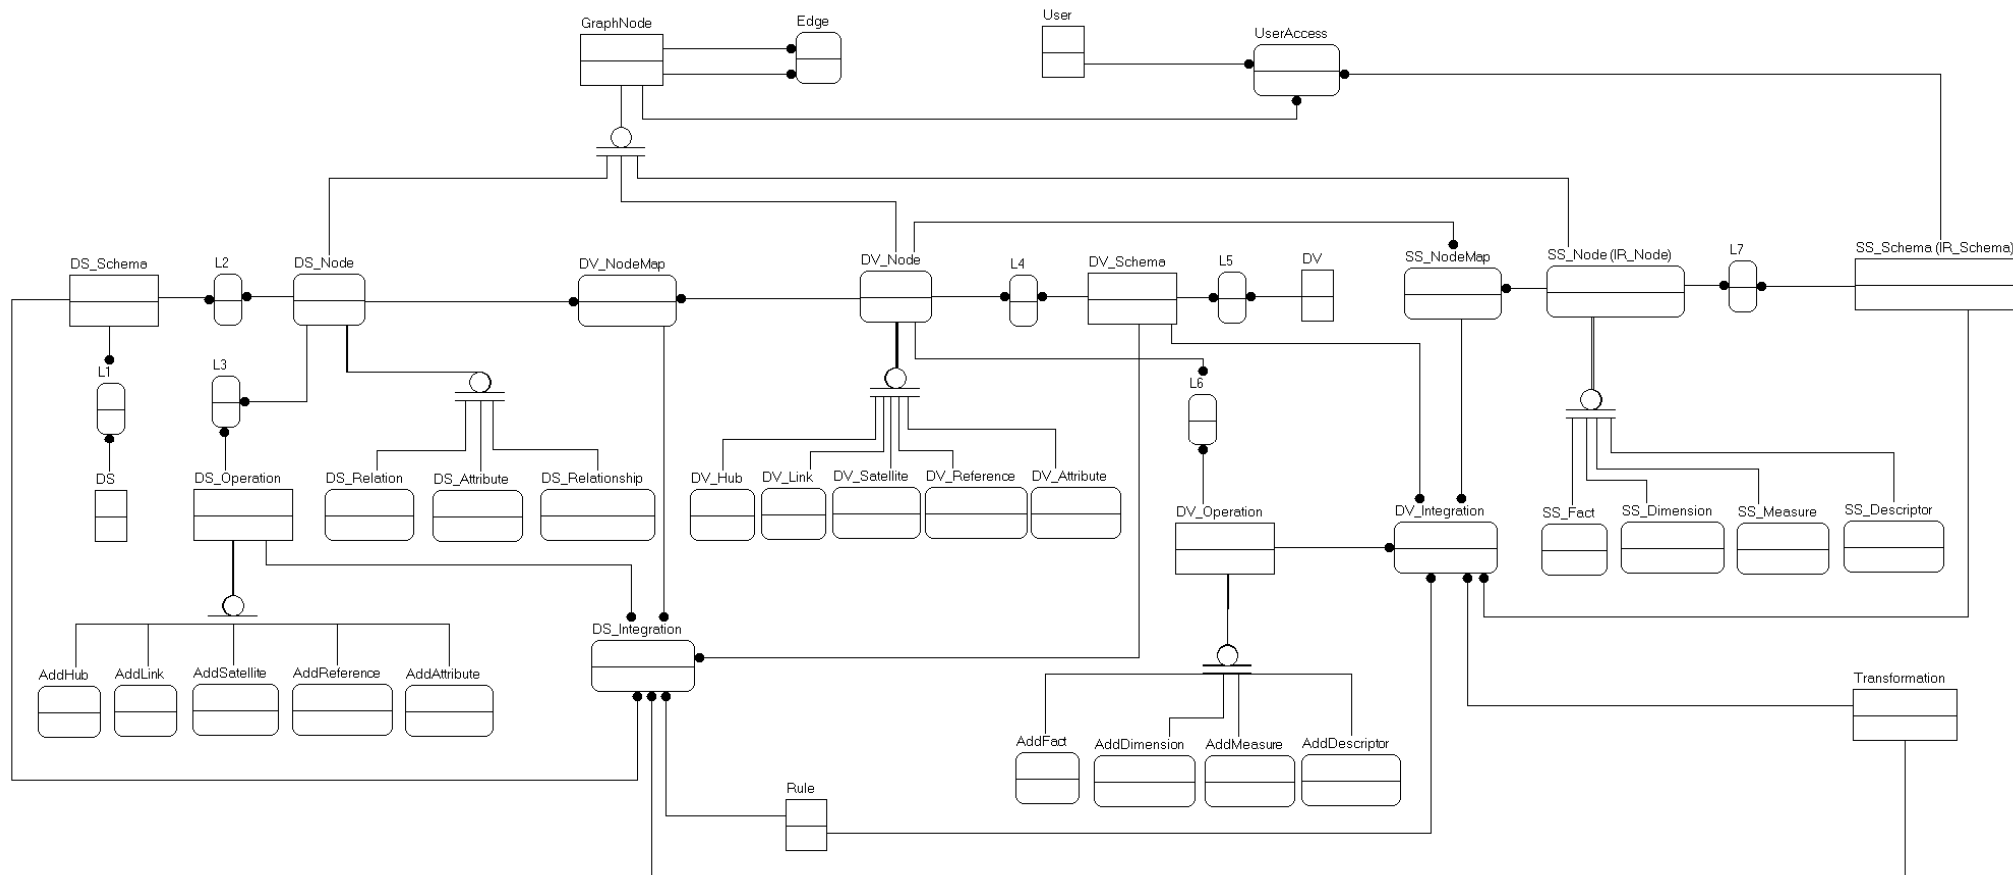 GraphNode
Edge
User
UserAccess
DS_Schema
L2
DS_Node
DV_NodeMap
DV_Node
L4
DV_Schema
L5
DV
SS_NodeMap
SS_Node (IR_Node)
L7
SS_Schema (IR_Schema)
L1
L3
L6
DS
DS_Operation
DS_Relation
DS_Attribute
DS_Relationship
DV_Hub
DV_Link
DV_Satellite
DV_Reference
DV_Attribute
DV_Operation
DV_Integration
SS_Fact
SS_Dimension
SS_Measure
SS_Descriptor
DS_Integration
AddHub
AddLink
AddSatellite
AddReference
AddAttribute
Transformation
AddFact
AddDimension
AddMeasure
AddDescriptor
Rule